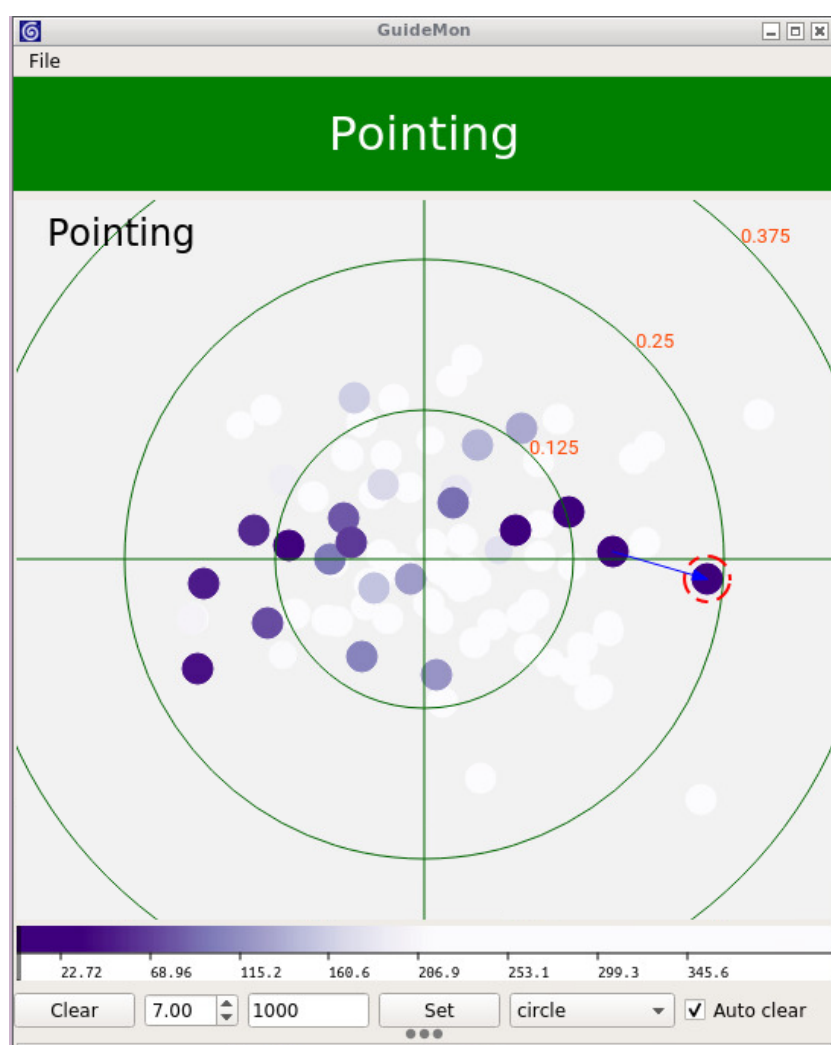 GuideMon
File
Pointing
Pointing
0.375
0.25
0.125
22.72 68.96 115.2 160.6 206.9 253.1 299.3 345.6
Clear 7.00 1000 Set circle Auto clear